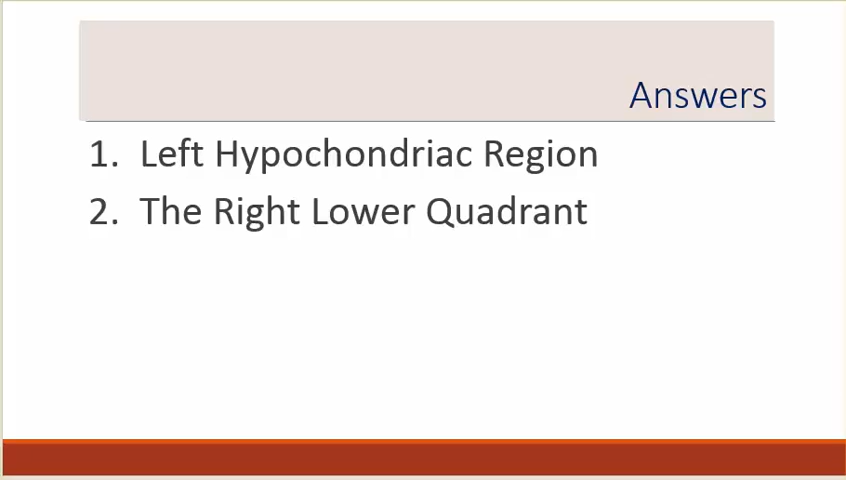 Answers
1. Left Hypochondriac Region
2. The Right Lower Quadrant